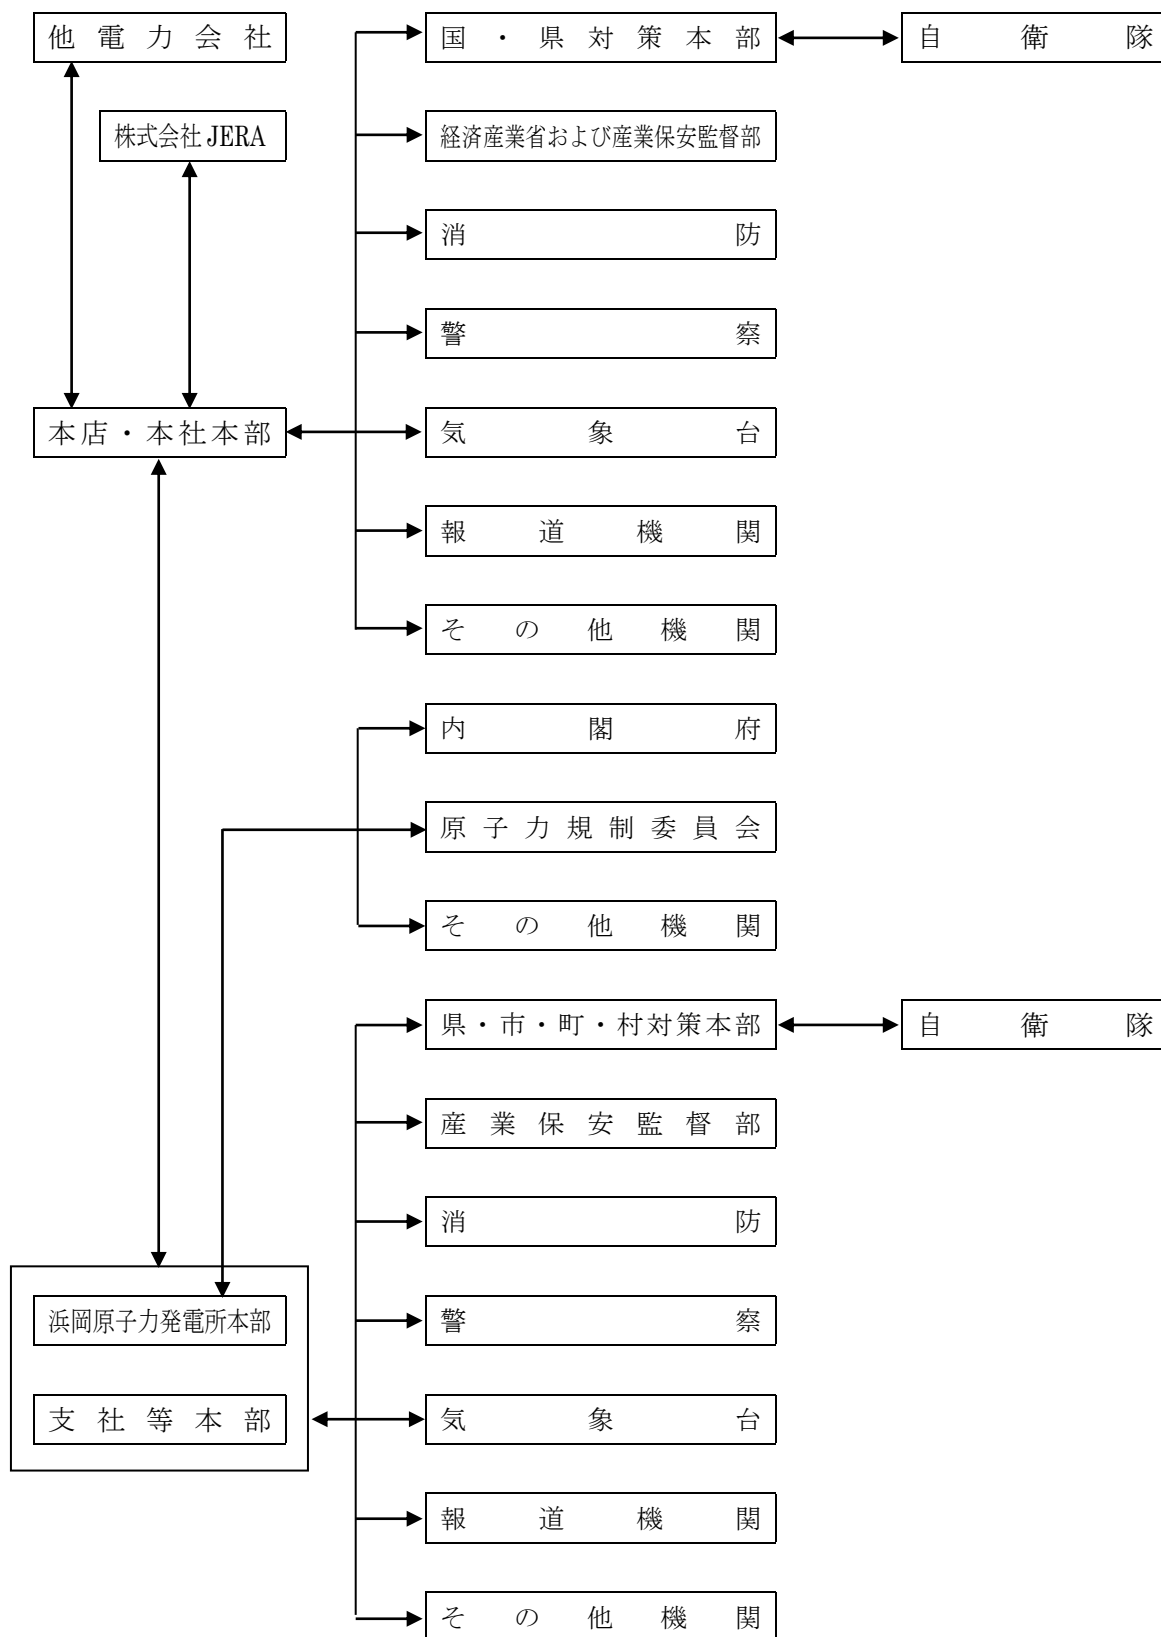 他電力会社
国・県対策本部
自衛隊
株式会社 JERA
経済産業省および産業保安監督部
消防
警察
本店・本社本部
気象台
報道機関
その他機関
内閣府
原子力規制委員会
その他機関
県・市・町・村対策本部
自衛隊
産業保安監督部
消防
浜岡原子力発電所本部
警察
支社等本部
気象台
報道機関
その他機関